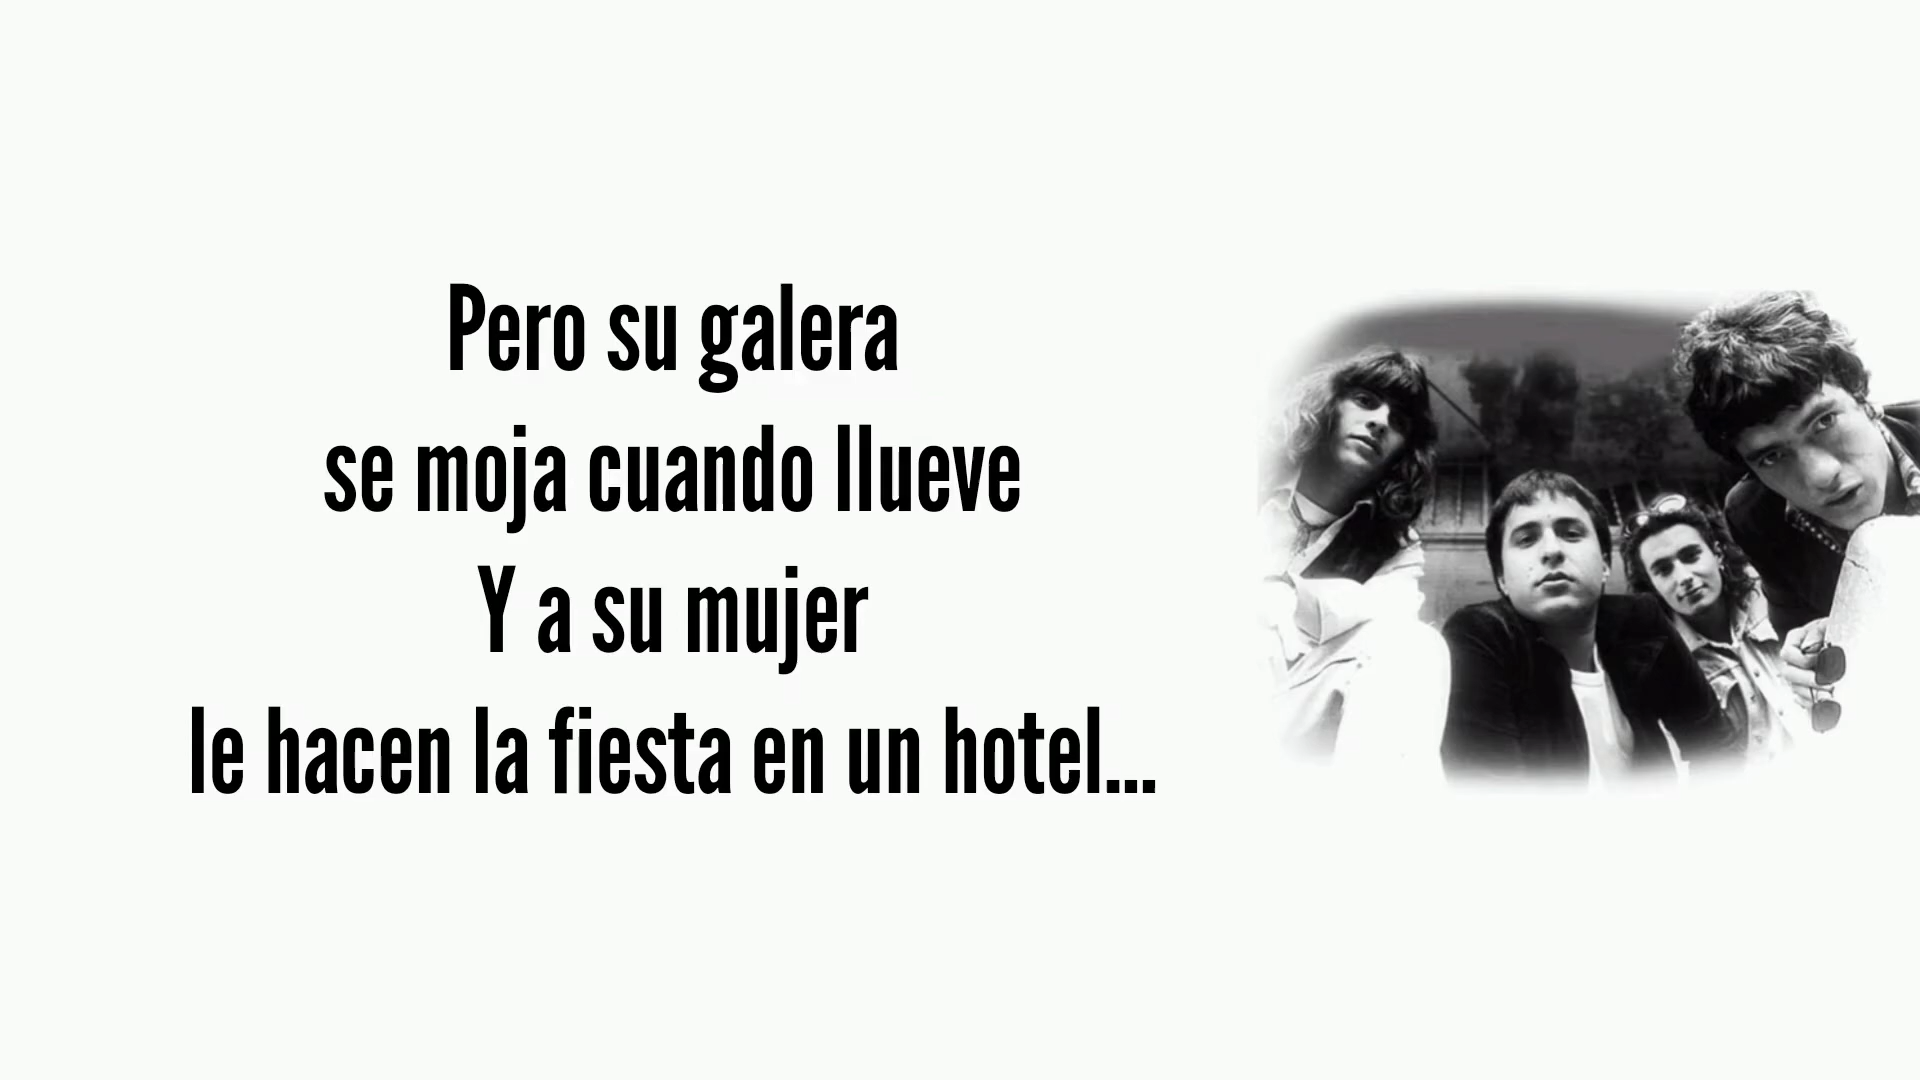 Pero su galera
se moja cuando llueve
Y a su mujer
le hacen la fiesta en un hotel...